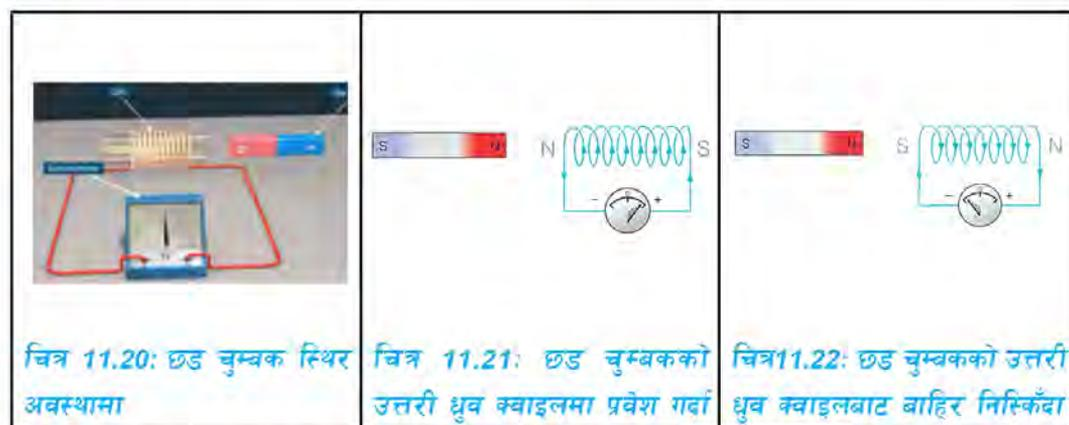 S N
N S
- +
S N
S N
- +
चित्र 11.20: छड चुम्बक स्थिर
अवस्थामा
चित्र 11.21: छड चुम्बकको
उत्तरी ध्रुव क्वाइलमा प्रवेश गर्दा
चित्र11.22: छड चुम्बकको उत्तरी
ध्रुव क्वाइलबाट बाहिर निस्किँदा